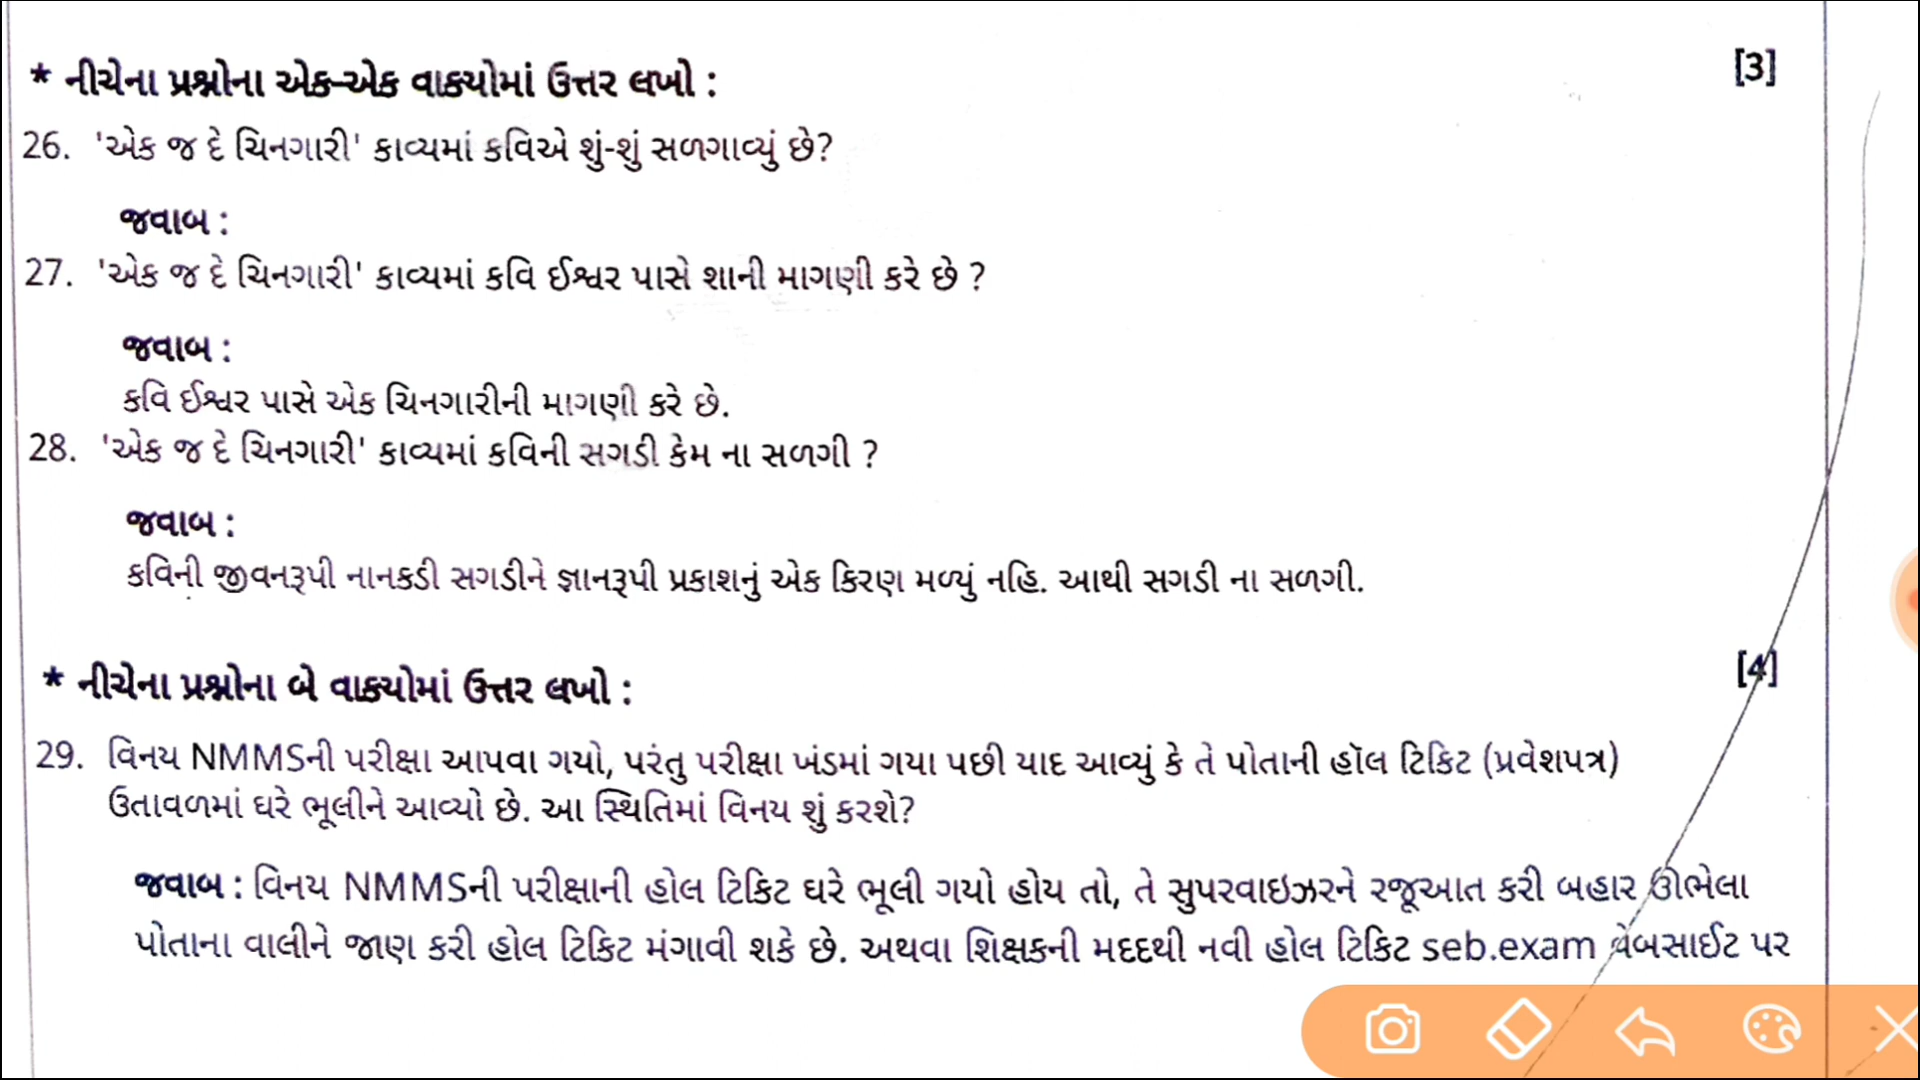 * નીચેના પ્રશ્નોના એક-એક વાક્યોમાં ઉત્તર લખો : [3]
26. 'એક જ દે ચિનગારી' કાવ્યમાં કવિએ શું-શું સળગાવ્યું છે?
જવાબ :
27. 'એક જ દે ચિનગારી' કાવ્યમાં કવિ ઈશ્વર પાસે શાની માગણી કરે છે ?
જવાબ :
કવિ ઈશ્વર પાસે એક ચિનગારીની માગણી કરે છે.
28. 'એક જ દે ચિનગારી' કાવ્યમાં કવિની સગડી કેમ ના સળગી ?
જવાબ :
કવિની જીવનરૂપી નાનકડી સગડીને જ્ઞાનરૂપી પ્રકાશનું એક કિરણ મળ્યું નહિ. આથી સગડી ના સળગી.
* નીચેના પ્રશ્નોના બે વાક્યોમાં ઉત્તર લખો : [4]
29. વિનય NMMSની પરીક્ષા આપવા ગયો, પરંતુ પરીક્ષા ખંડમાં ગયા પછી યાદ આવ્યું કે તે પોતાની હૉલ ટિકિટ (પ્રવેશપત્ર)
ઉતાવળમાં ઘરે ભૂલીને આવ્યો છે. આ સ્થિતિમાં વિનય શું કરશે?
જવાબ : વિનય NMMSની પરીક્ષાની હોલ ટિકિટ ઘરે ભૂલી ગયો હોય તો, તે સુપરવાઇઝરને રજૂઆત કરી બહાર ઊભેલા
પોતાના વાલીને જાણ કરી હોલ ટિકિટ મંગાવી શકે છે. અથવા શિક્ષકની મદદથી નવી હોલ ટિકિટ seb.exam વેબસાઈટ પર